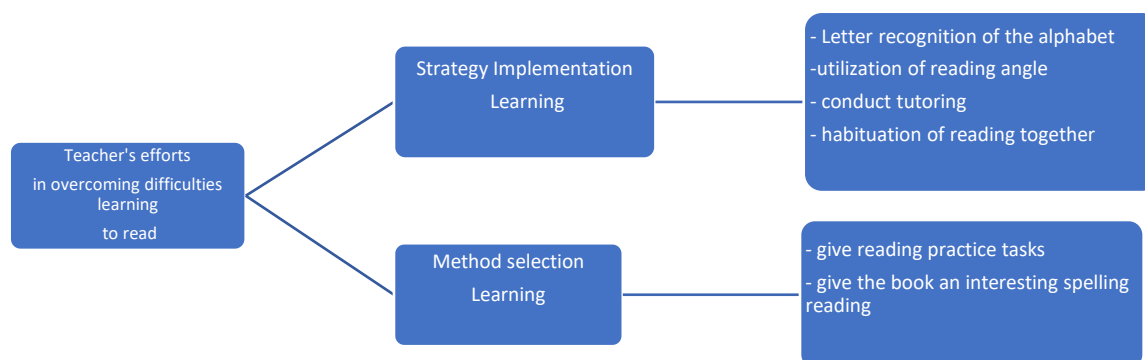 Teacher's efforts
in overcoming difficulties
learning
to read
Strategy Implementation
Learning
- Letter recognition of the alphabet
-utilization of reading angle
- conduct tutoring
- habituation of reading together
Method selection
Learning
- give reading practice tasks
- give the book an interesting spelling
reading